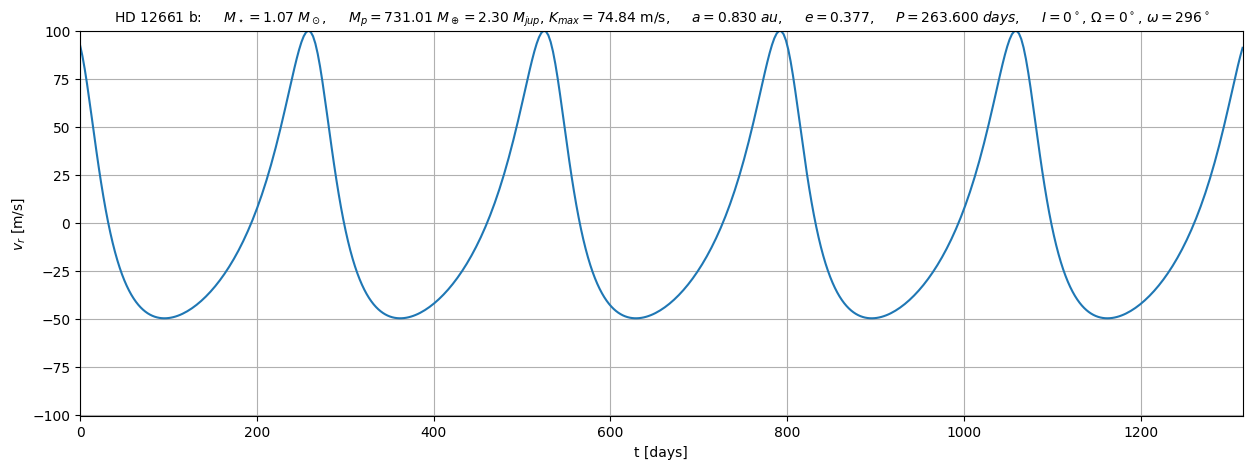 HD 12661 b: M⋆ = 1.07 M⊙, Mp = 731.01 M⊕ = 2.30 Mjup, Kmax = 74.84 m/s, a = 0.830 au, e = 0.377, P = 263.600 days, I = 0°, Ω = 0°, ω = 296°
100
75
50
25
0
−25
−50
−75
−100
vr [m/s]
0 200 400 600 800 1000 1200
t [days]